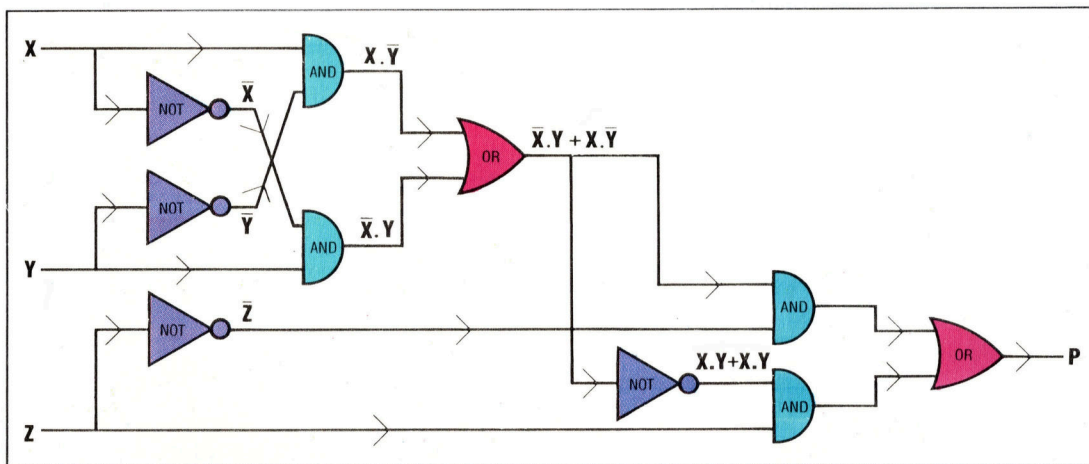 X
AND
X.Y̅
NOT
X̅
OR
X̅.Y + X.Y̅
NOT
Y̅
AND
X̅.Y
Y
NOT
Z̅
AND
OR
P
NOT
X.Y+X.Y
AND
Z